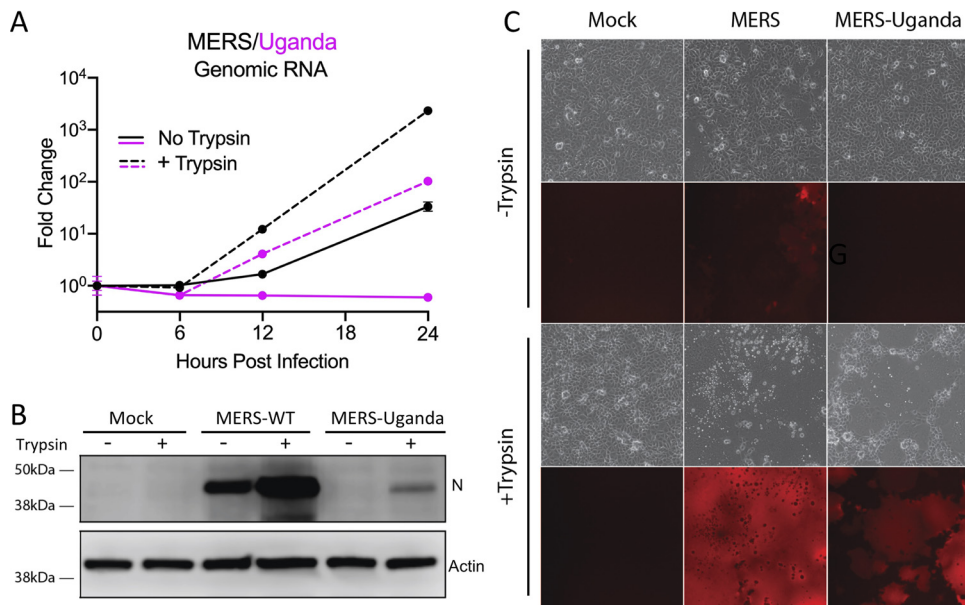 A
MERS/Uganda
Genomic RNA
10⁴
10³
10²
10¹
10⁰
Fold Change
No Trypsin
+ Trypsin
0 6 12 18 24
Hours Post Infection
B
Mock MERS-WT MERS-Uganda
Trypsin - + - + - +
50kDa
38kDa
N
38kDa
Actin
C
Mock MERS MERS-Uganda
-Trypsin
G
+Trypsin